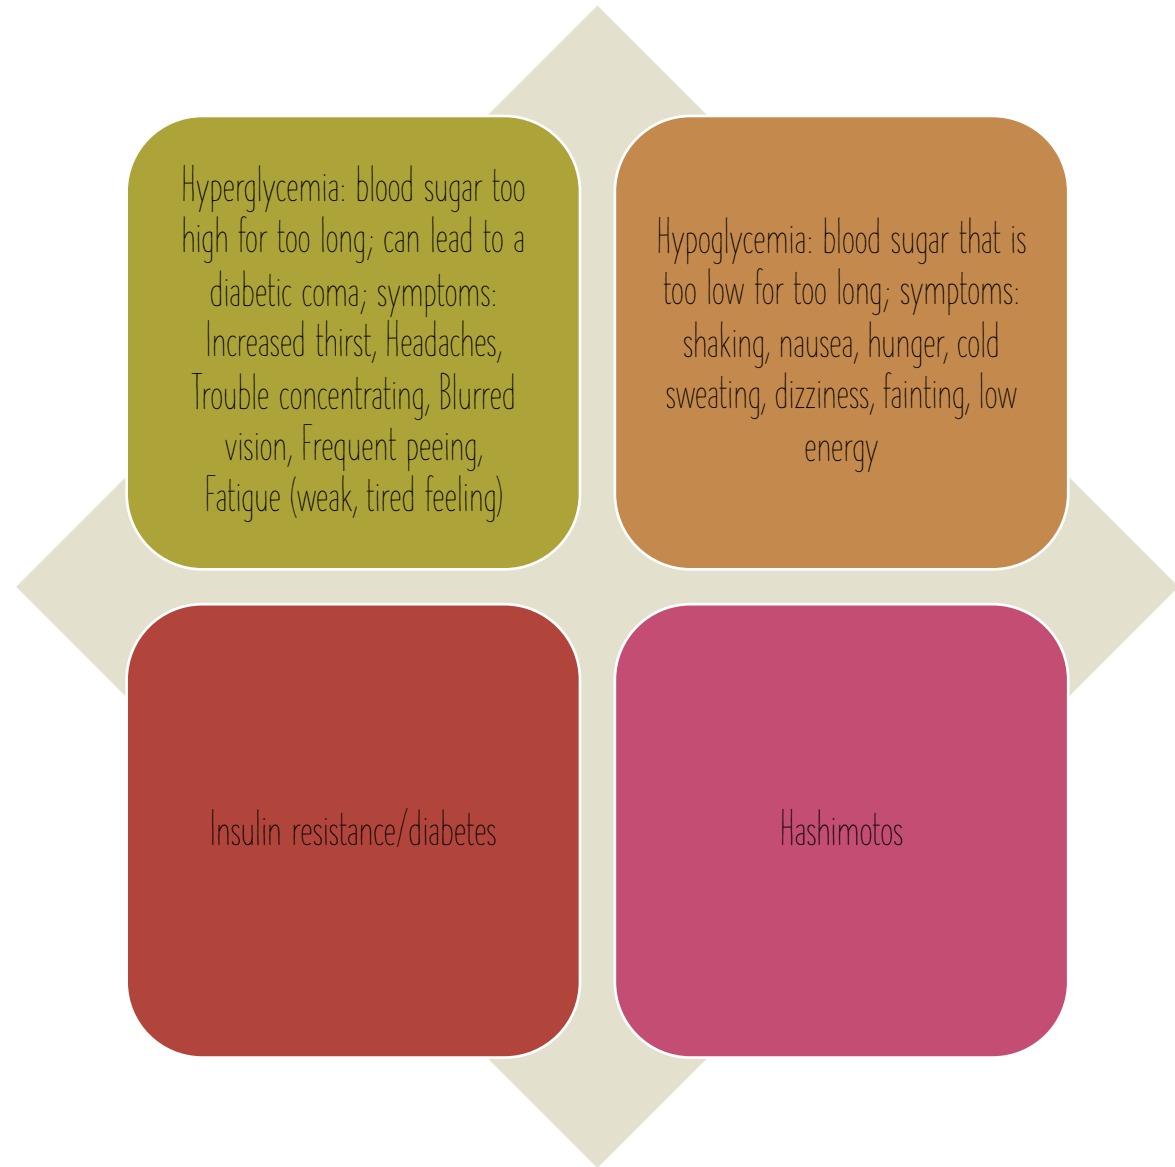 Hyperglycemia: blood sugar too
high for too long; can lead to a
diabetic coma; symptoms:
Increased thirst, Headaches,
Trouble concentrating, Blurred
vision, Frequent peeing,
Fatigue (weak, tired feeling)
Hypoglycemia: blood sugar that is
too low for too long; symptoms:
shaking, nausea, hunger, cold
sweating, dizziness, fainting, low
energy
Insulin resistance/diabetes
Hashimotos